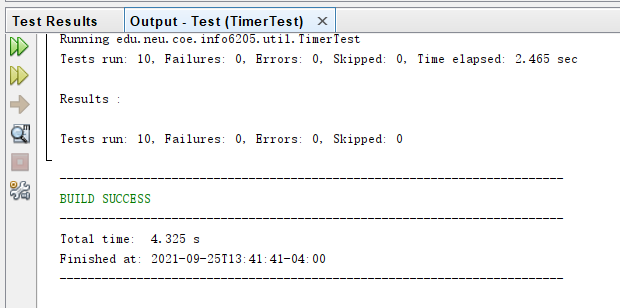 Test Results
Output - Test (TimerTest) ×
Running edu.neu.coe.info6205.util.TimerTest
Tests run: 10, Failures: 0, Errors: 0, Skipped: 0, Time elapsed: 2.465 sec
Results :
Tests run: 10, Failures: 0, Errors: 0, Skipped: 0
------------------------------------------------------------------------
BUILD SUCCESS
------------------------------------------------------------------------
Total time:  4.325 s
Finished at: 2021-09-25T13:41:41-04:00
------------------------------------------------------------------------